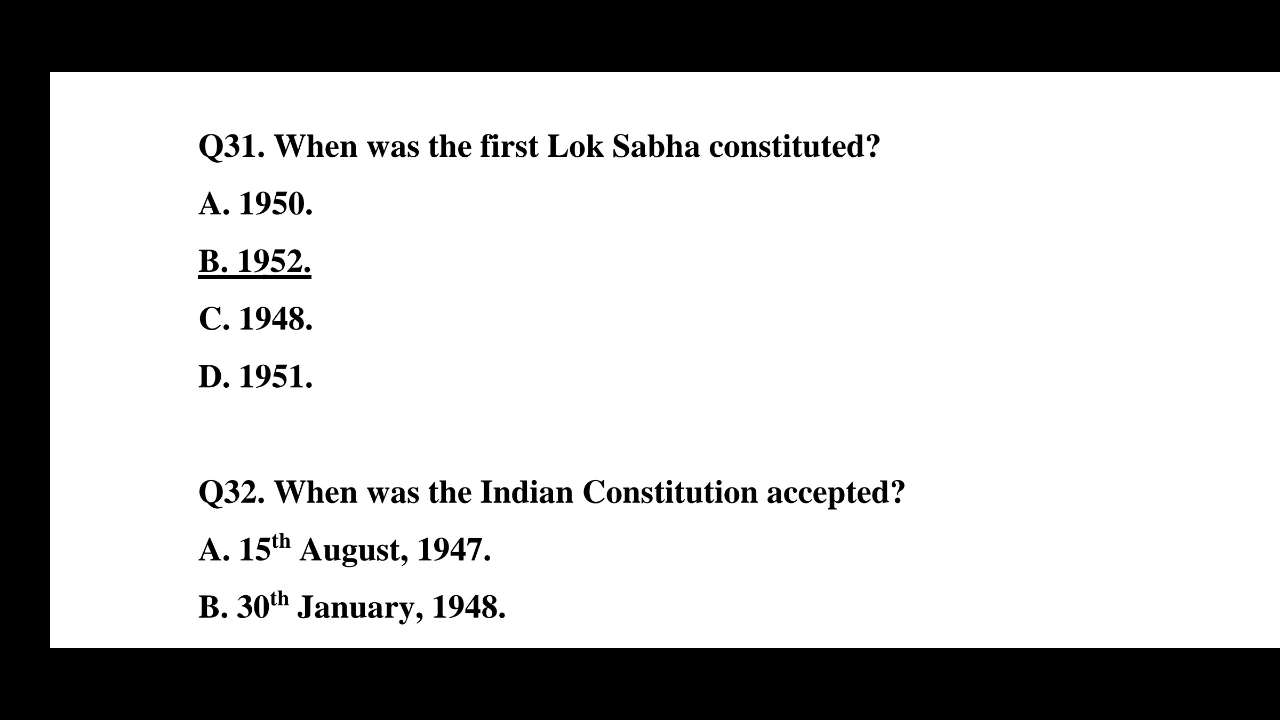 Q31. When was the first Lok Sabha constituted?
A. 1950.
B. 1952.
C. 1948.
D. 1951.
Q32. When was the Indian Constitution accepted?
A. 15th August, 1947.
B. 30th January, 1948.